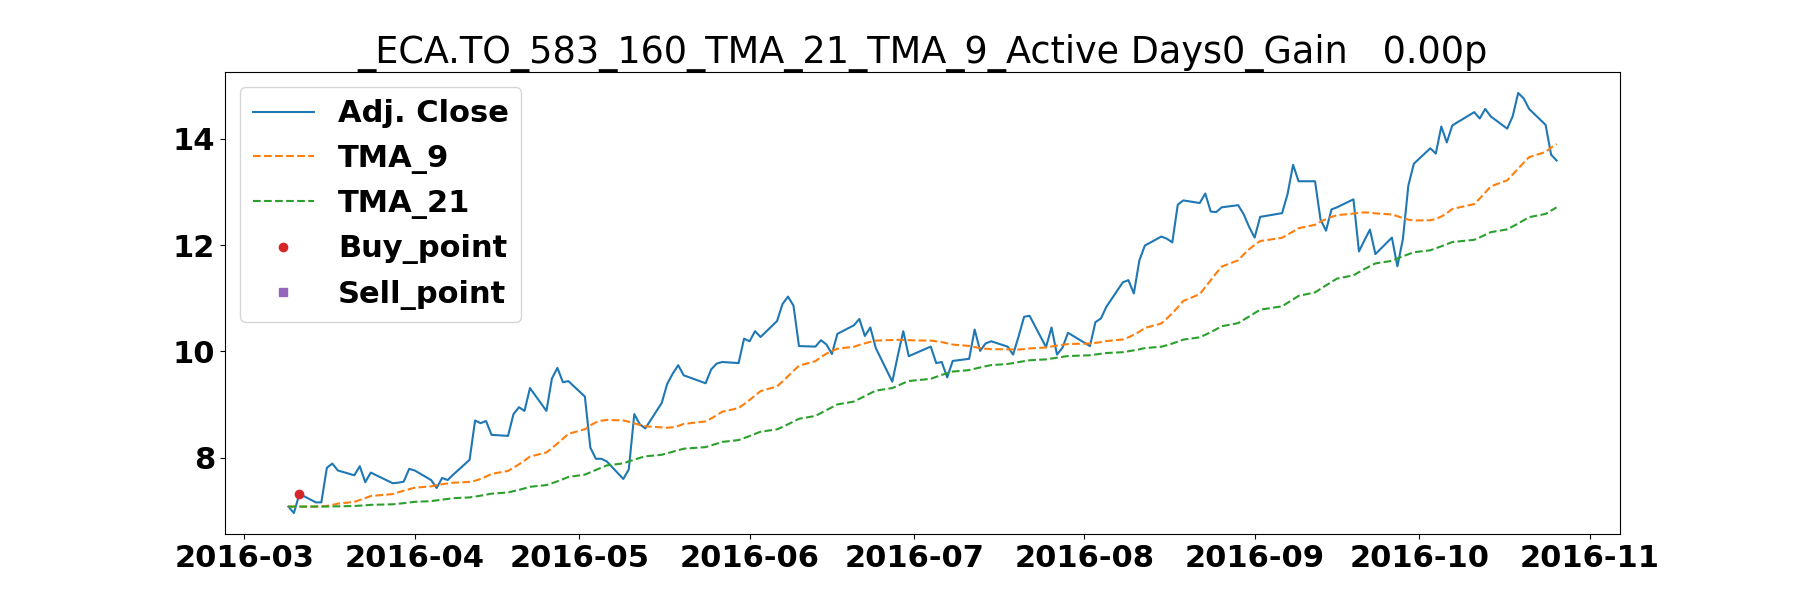 _ECA.TO_583_160_TMA_21_TMA_9_Active Days0_Gain   0.00p
Adj. Close
TMA_9
TMA_21
Buy_point
Sell_point
14
12
10
8
2016-03 2016-04 2016-05 2016-06 2016-07 2016-08 2016-09 2016-10 2016-11